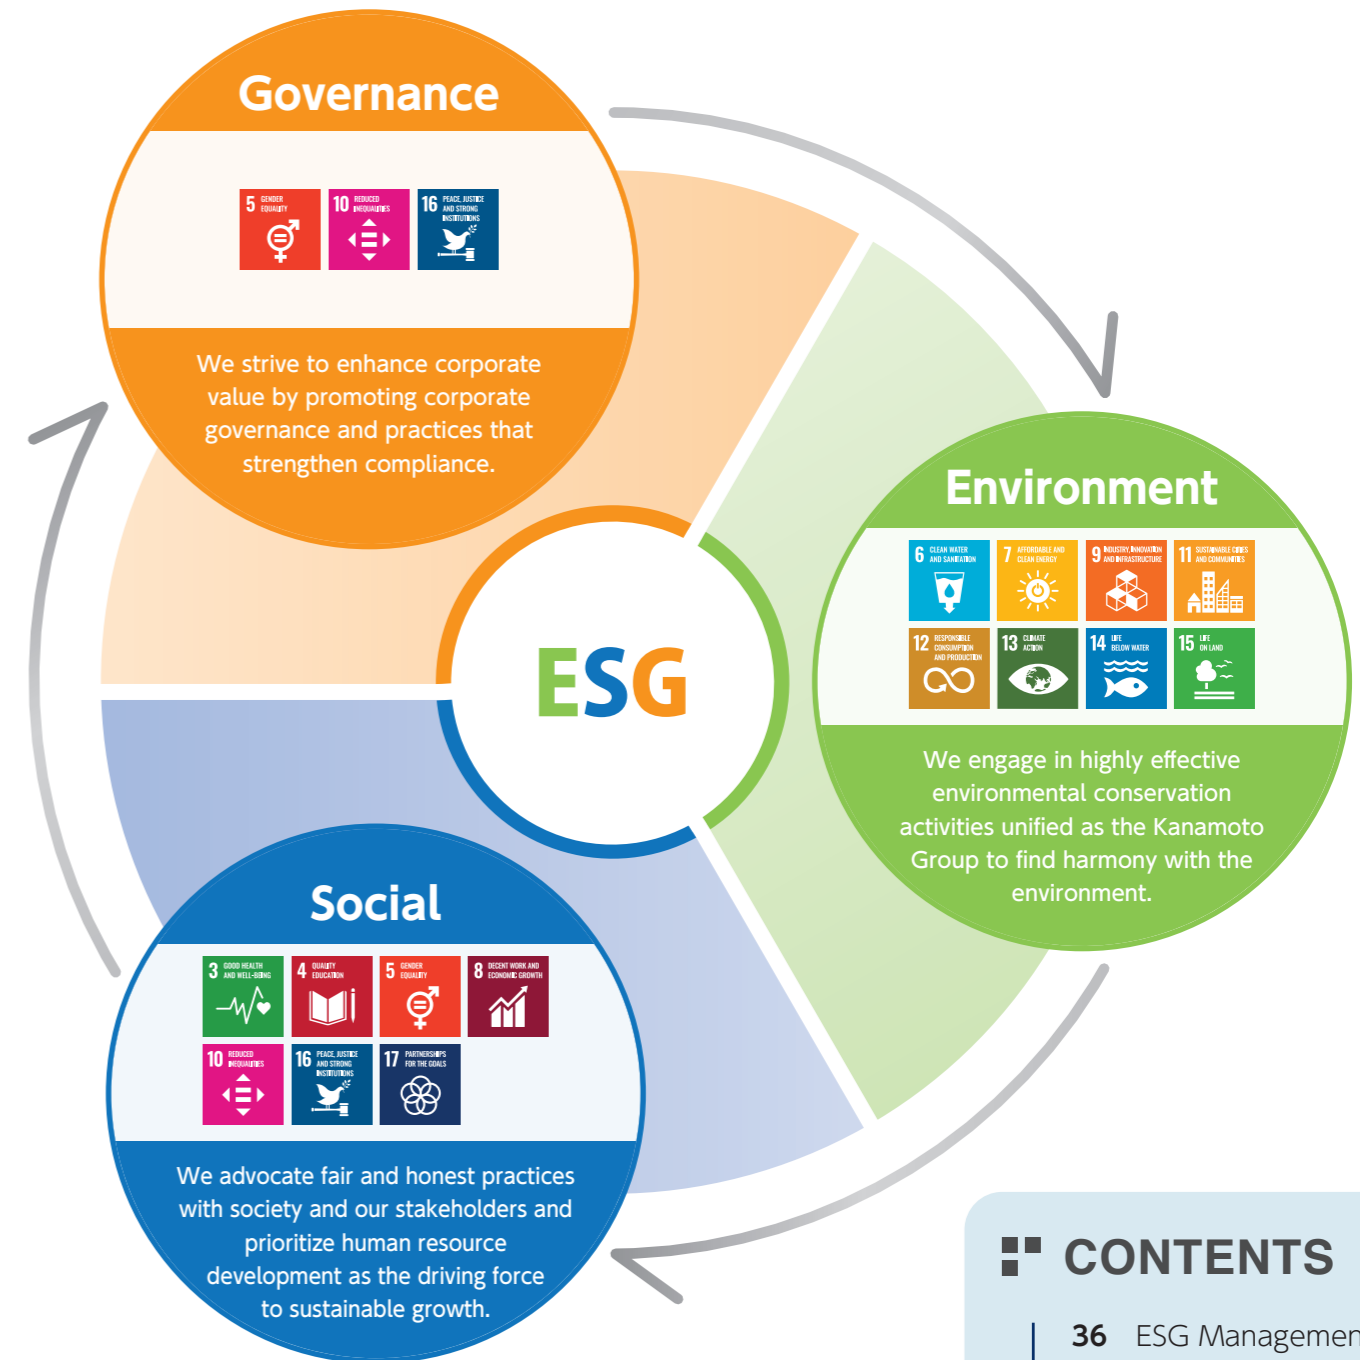 Governance
5 GENDER
EQUALITY
10 REDUCED
INEQUALITIES
16 PEACE, JUSTICE
AND STRONG
INSTITUTIONS
We strive to enhance corporate
value by promoting corporate
governance and practices that
strengthen compliance.
Environment
6 CLEAN WATER
AND SANITATION
7 AFFORDABLE AND
CLEAN ENERGY
9 INDUSTRY, INNOVATION
AND INFRASTRUCTURE
11 SUSTAINABLE CITIES
AND COMMUNITIES
12 RESPONSIBLE
CONSUMPTION
AND PRODUCTION
13 CLIMATE
ACTION
14 LIFE
BELOW WATER
15 LIFE
ON LAND
We engage in highly effective
environmental conservation
activities unified as the Kanamoto
Group to find harmony with the
environment.
ESG
Social
3 GOOD HEALTH
AND WELL-BEING
4 QUALITY
EDUCATION
5 GENDER
EQUALITY
8 DECENT WORK AND
ECONOMIC GROWTH
10 REDUCED
INEQUALITIES
16 PEACE, JUSTICE
AND STRONG
INSTITUTIONS
17 PARTNERSHIPS
FOR THE GOALS
We advocate fair and honest practices
with society and our stakeholders and
prioritize human resource
development as the driving force
to sustainable growth.
CONTENTS
36 ESG Managemen